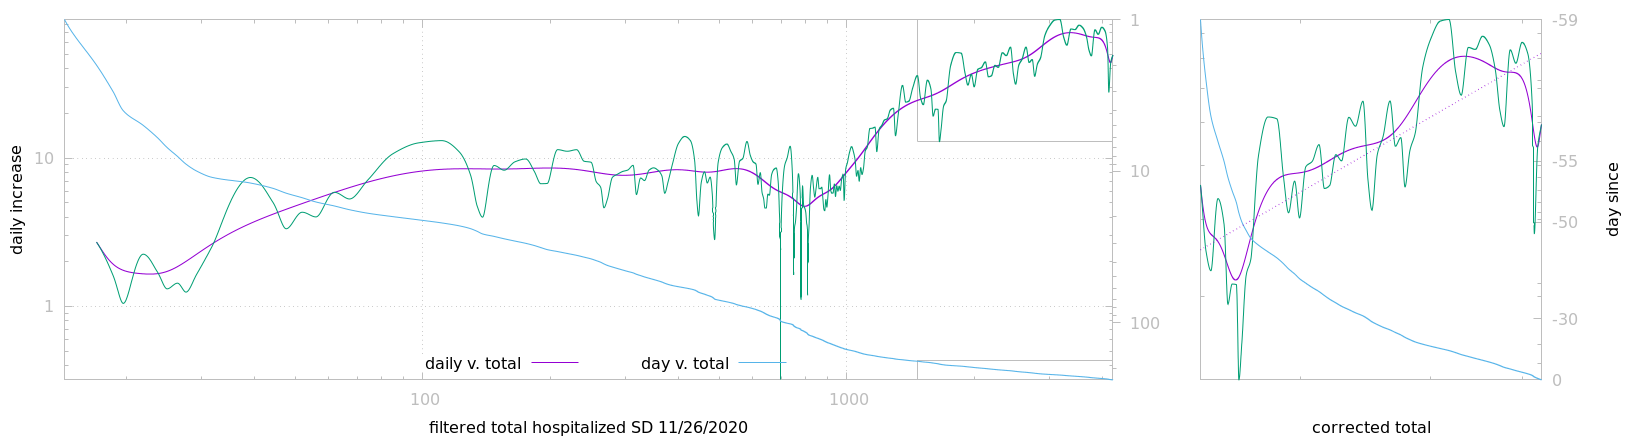 1
10
100
10
1
daily increase
daily v. total
day v. total
100
1000
filtered total hospitalized SD 11/26/2020
-59
-55
-50
-30
0
day since
corrected total